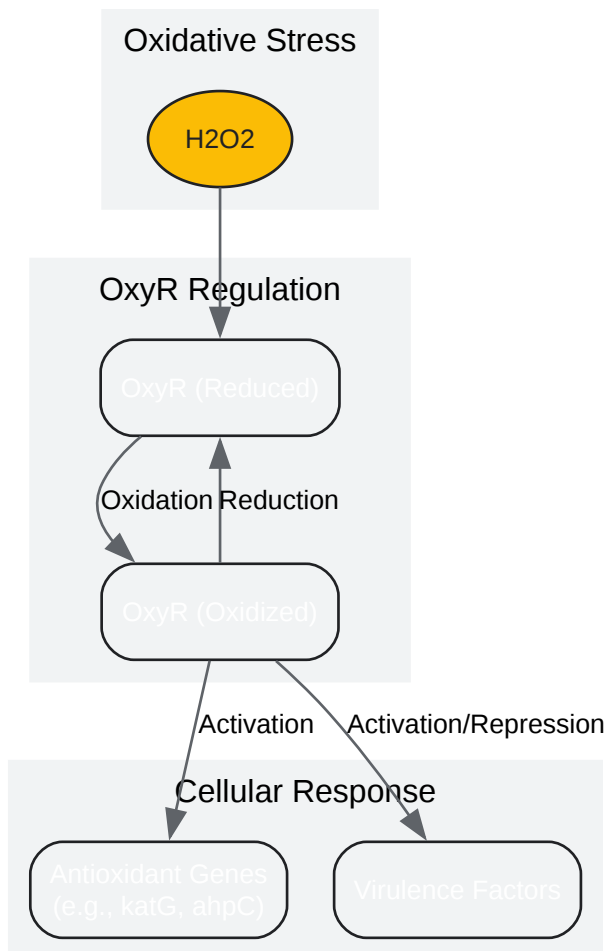 Oxidative Stress
H2O2
OxyR Regulation
OxyR (Reduced)
Oxidation
Reduction
OxyR (Oxidized)
Activation
Activation/Repression
Cellular Response
Antioxidant Genes
(e.g., katG, ahpC)
Virulence Factors